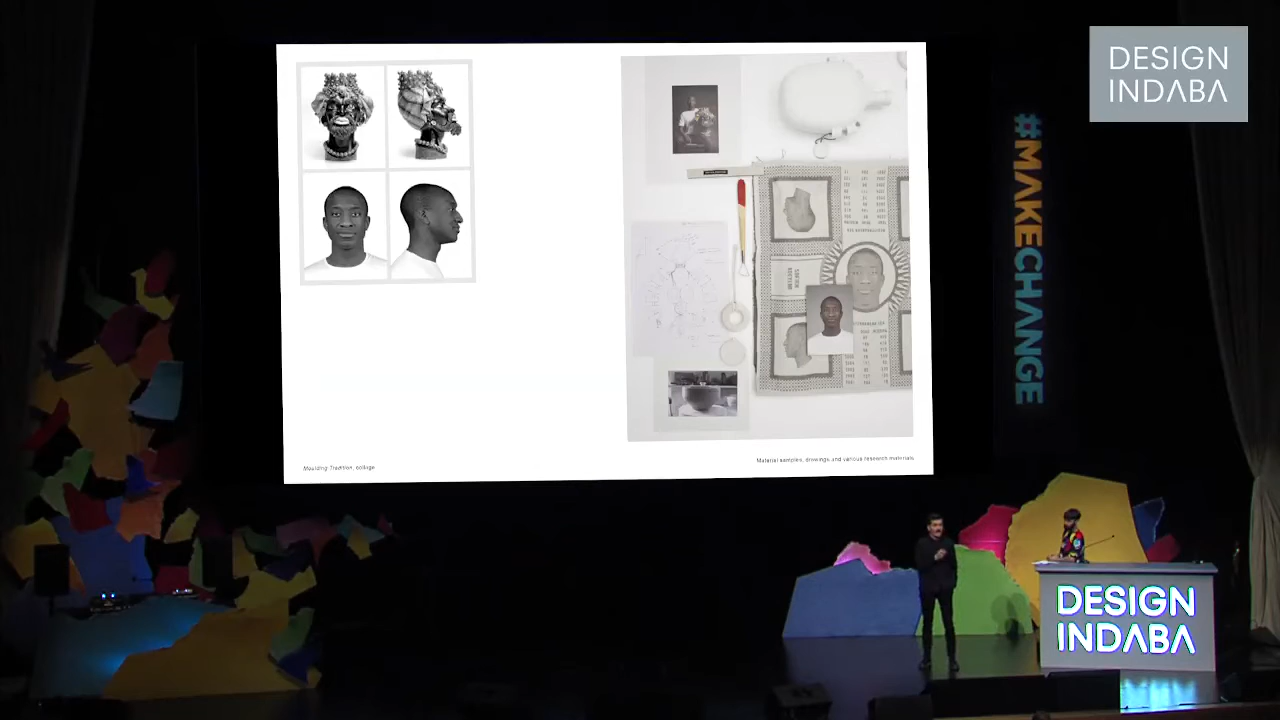 DESIGN
INDABA
#MAKECHANGE
Moulding Tradition, collage
Material samples, drawings and various research materials
DESIGN
INDABA